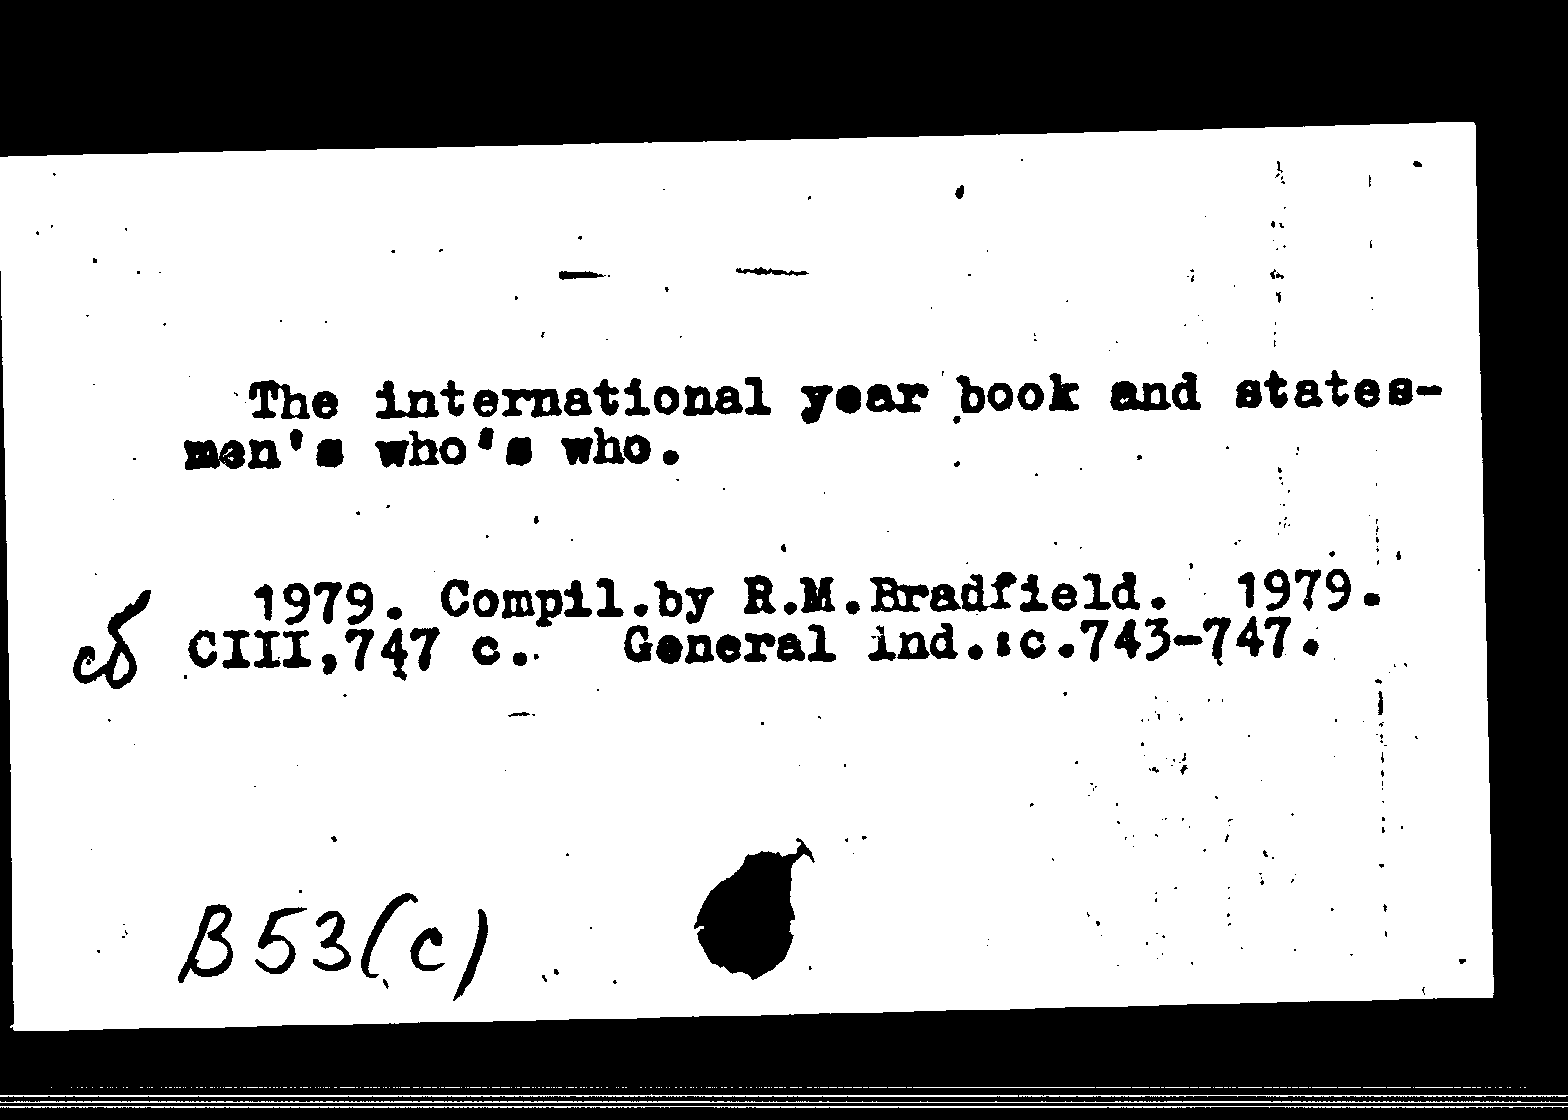 The international year book and states-
men's who's who.
1979. Compil.by R.M.Bradfield. 1979.
сб CIII,747 c. General ind.:c.743-747.
B53(c)